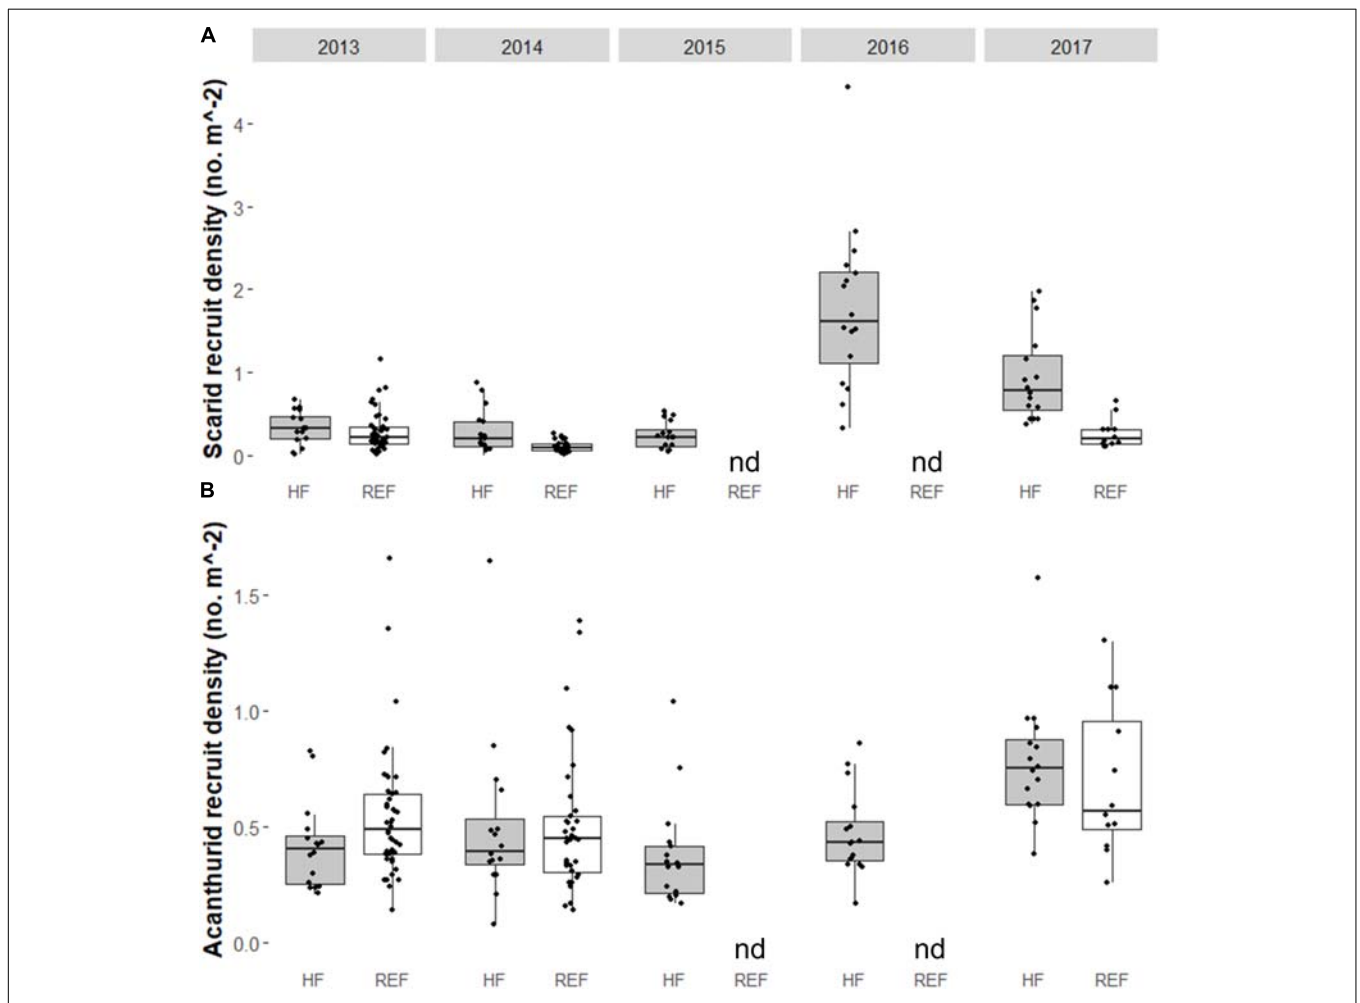 A
2013 2014 2015 2016 2017
Scarid recruit density (no. m^-2)
4
3
2
1
0
nd nd
HF REF HF REF HF REF HF REF HF REF
B
Acanthurid recruit density (no. m^-2)
1.5
1.0
0.5
0.0
nd nd
HF REF HF REF HF REF HF REF HF REF